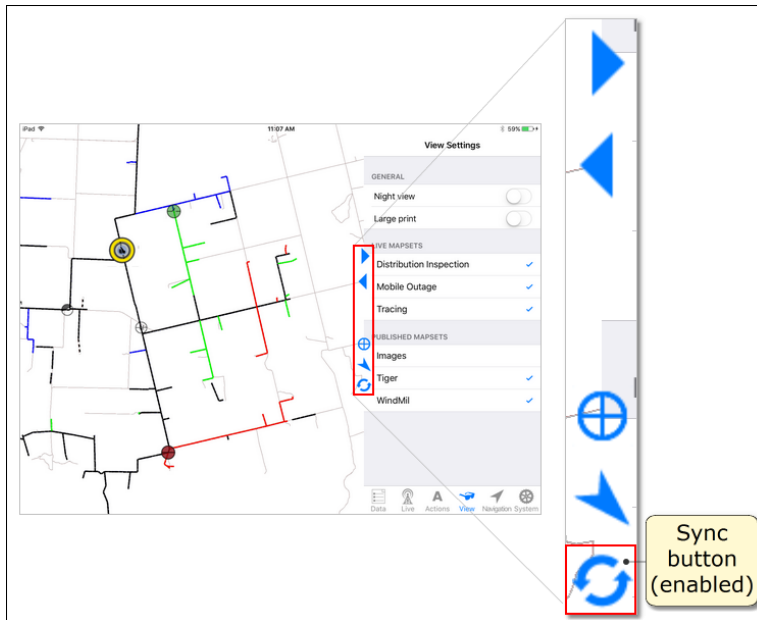 iPad
11:07 AM
59%
View Settings
GENERAL
Night view
Large print
LIVE MAPSETS
Distribution Inspection
Mobile Outage
Tracing
PUBLISHED MAPSETS
Images
Tiger
WindMil
Data Live Actions View Navigation System
Sync
button
(enabled)